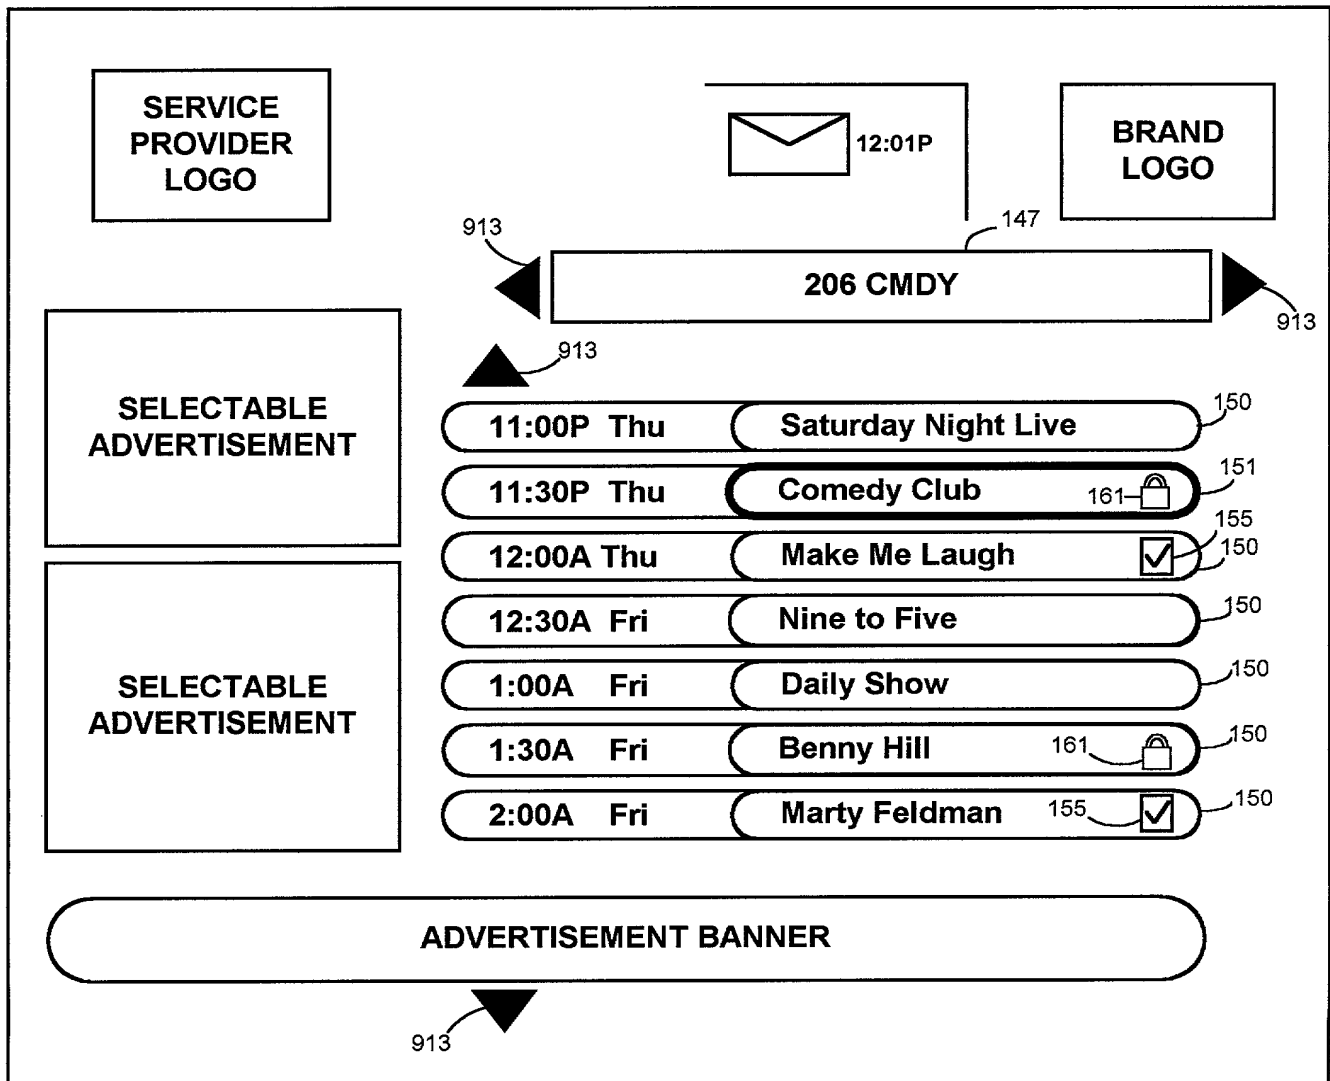 SERVICE
PROVIDER
LOGO
12:01P
BRAND
LOGO
147
913
206 CMDY
913
913
SELECTABLE
ADVERTISEMENT
11:00P Thu Saturday Night Live 150
11:30P Thu Comedy Club 161 151
155
12:00A Thu Make Me Laugh 150
12:30A Fri Nine to Five 150
SELECTABLE
ADVERTISEMENT
1:00A Fri Daily Show 150
1:30A Fri Benny Hill 161 150
2:00A Fri Marty Feldman 155 150
ADVERTISEMENT BANNER
913